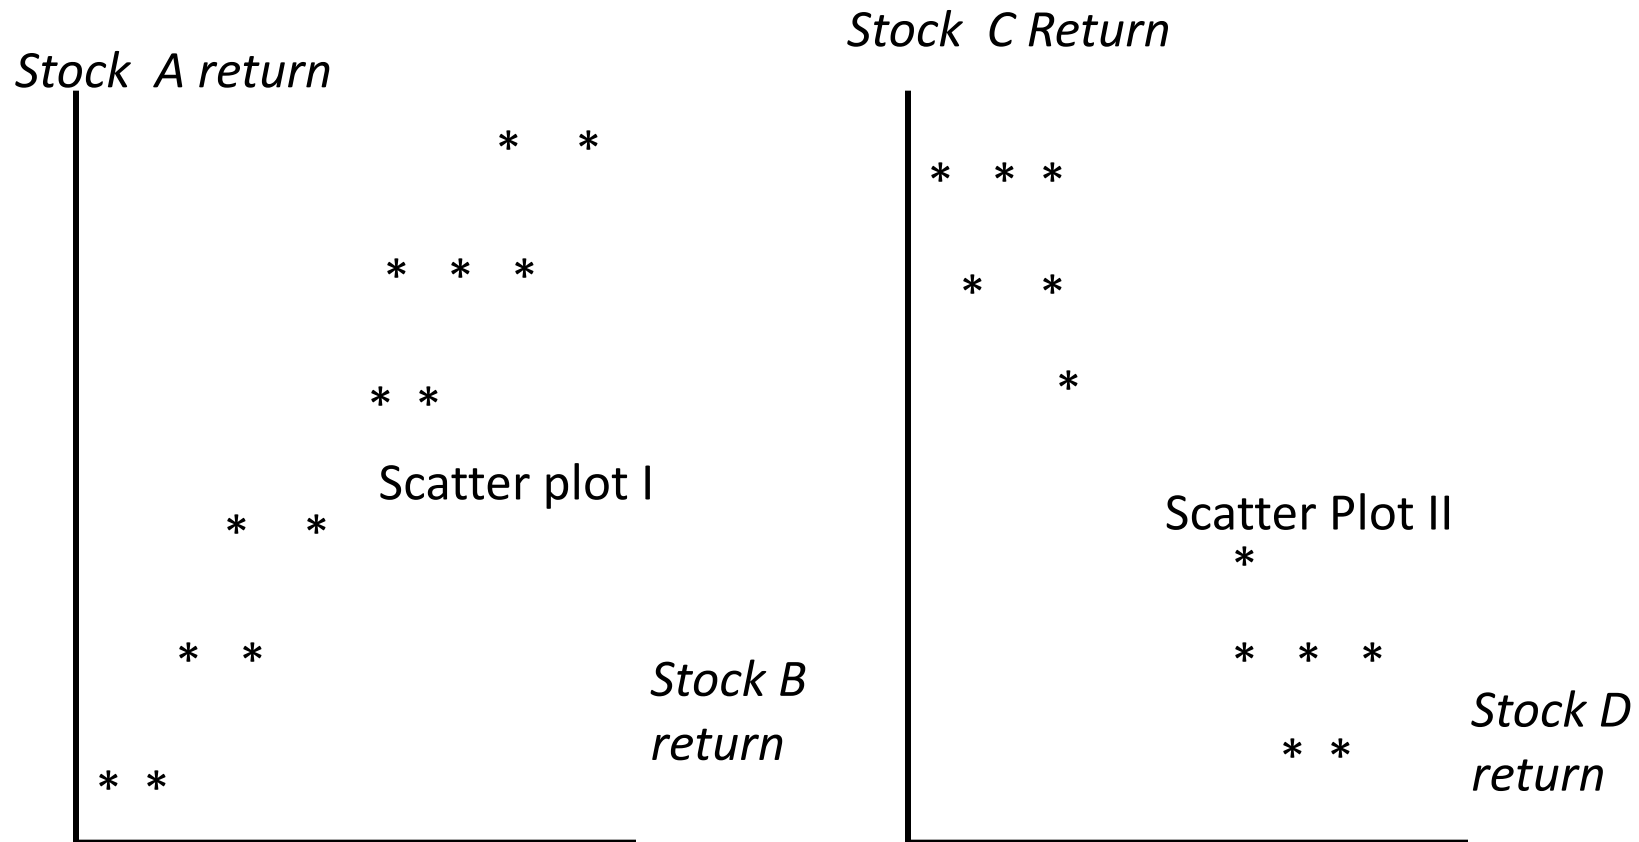 Stock  A return
Scatter plot I
Stock B
return
Stock  C Return
Scatter Plot II
Stock D
return